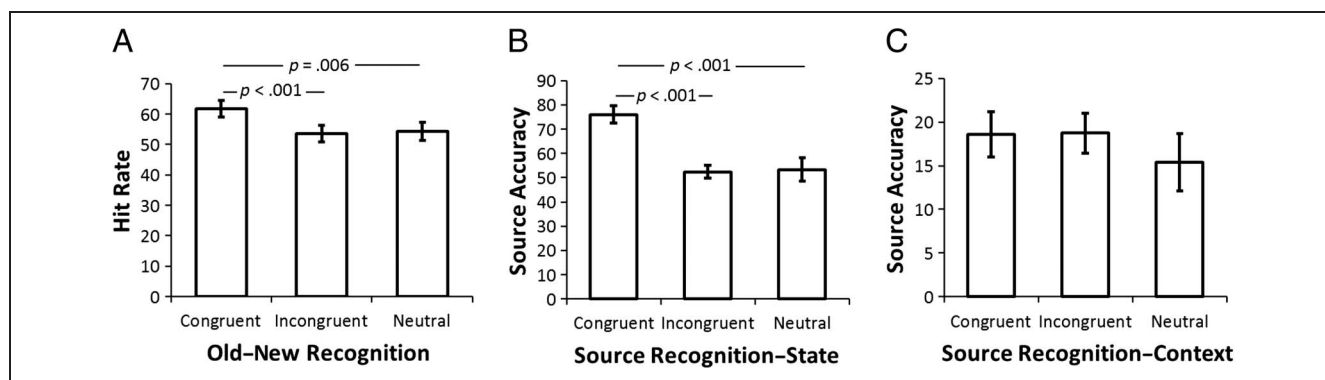 A
p = .006
p < .001
70
60
50
40
30
20
10
0
Hit Rate
Congruent Incongruent Neutral
Old–New Recognition
B
p < .001
p < .001
90
80
70
60
50
40
30
20
10
0
Source Accuracy
Congruent Incongruent Neutral
Source Recognition–State
C
25
20
15
10
5
0
Source Accuracy
Congruent Incongruent Neutral
Source Recognition–Context